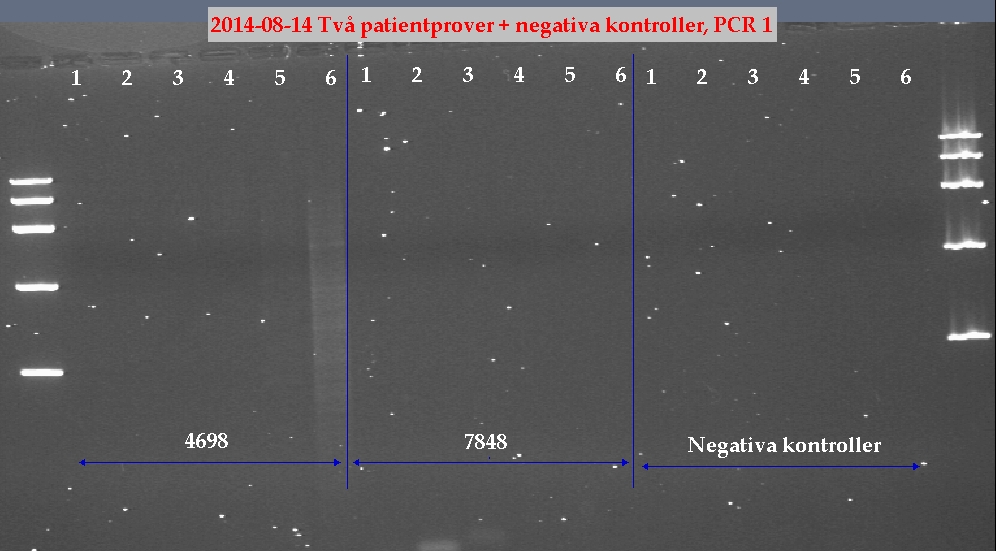 2014-08-14 Två patientprover + negativa kontroller, PCR 1
1 2 3 4 5 6 1 2 3 4 5 6 1 2 3 4 5 6
4698 7848 Negativa kontroller